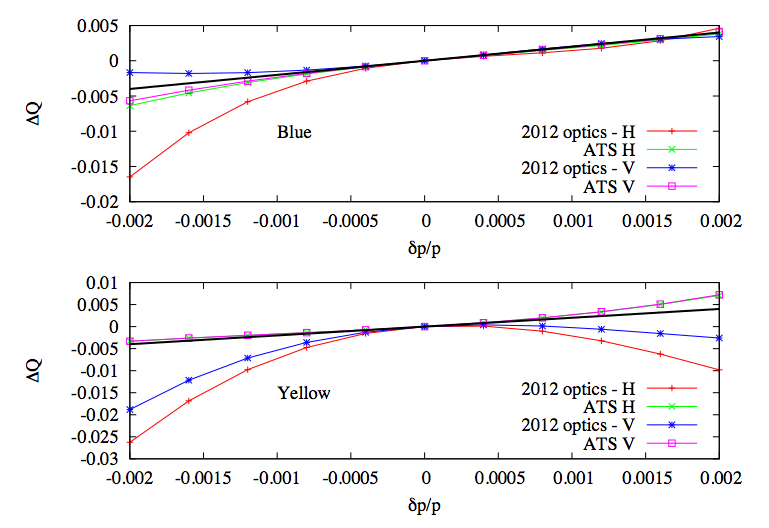 0.005
0
-0.005
-0.01
-0.015
-0.02
ΔQ
Blue
2012 optics - H
ATS H
2012 optics - V
ATS V
-0.002 -0.0015 -0.001 -0.0005 0 0.0005 0.001 0.0015 0.002
δp/p
0.01
0.005
0
-0.005
-0.01
-0.015
-0.02
-0.025
-0.03
ΔQ
Yellow
2012 optics - H
ATS H
2012 optics - V
ATS V
-0.002 -0.0015 -0.001 -0.0005 0 0.0005 0.001 0.0015 0.002
δp/p